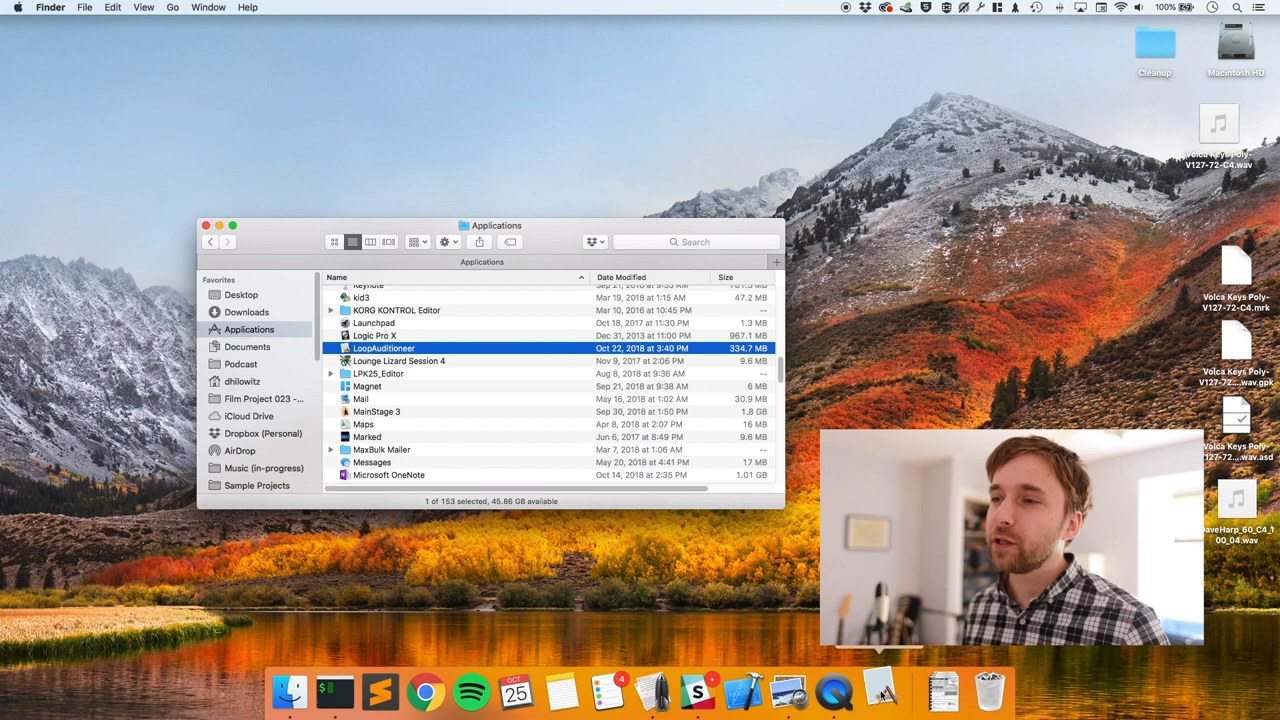 Finder File Edit View Go Window Help
100%
Cleanup
Macintosh HD
Volca Keys Poly-
V127-72-C4.wav
Volca Keys Poly-
V127-72-C4.mrk
Volca Keys Poly-
V127-72....wav.gpk
Volca Keys Poly-
V127-72....wav.asd
DaveHarp_60_C4_1
00_04.wav
Applications
Search
Applications
Favorites
Desktop
Downloads
Applications
Documents
Podcast
dhilowitz
Film Project 023 -...
iCloud Drive
Dropbox (Personal)
AirDrop
Music (in-progress)
Sample Projects
Name Date Modified Size
Keynote
kid3 Mar 19, 2018 at 1:15 AM 47.2 MB
KORG KONTROL Editor Mar 10, 2016 at 10:45 PM --
Launchpad Oct 18, 2017 at 11:30 PM 1.3 MB
Logic Pro X Dec 31, 2013 at 11:00 PM 967.1 MB
LoopAuditioneer Oct 22, 2018 at 3:40 PM 334.7 MB
Lounge Lizard Session 4 Nov 9, 2017 at 2:06 PM 9.6 MB
LPK25_Editor Aug 8, 2018 at 9:36 AM --
Magnet Sep 21, 2018 at 9:38 AM 6 MB
Mail May 16, 2018 at 1:02 AM 30.9 MB
MainStage 3 Sep 30, 2018 at 1:50 PM 1.8 GB
Maps Apr 8, 2018 at 2:07 PM 16 MB
Marked Jun 6, 2017 at 8:49 PM 9.6 MB
MaxBulk Mailer Mar 7, 2018 at 1:06 AM --
Messages May 20, 2018 at 4:41 PM 17 MB
Microsoft OneNote Oct 14, 2018 at 2:35 PM 1.01 GB
1 of 153 selected, 45.86 GB available
OCT
25
4
S